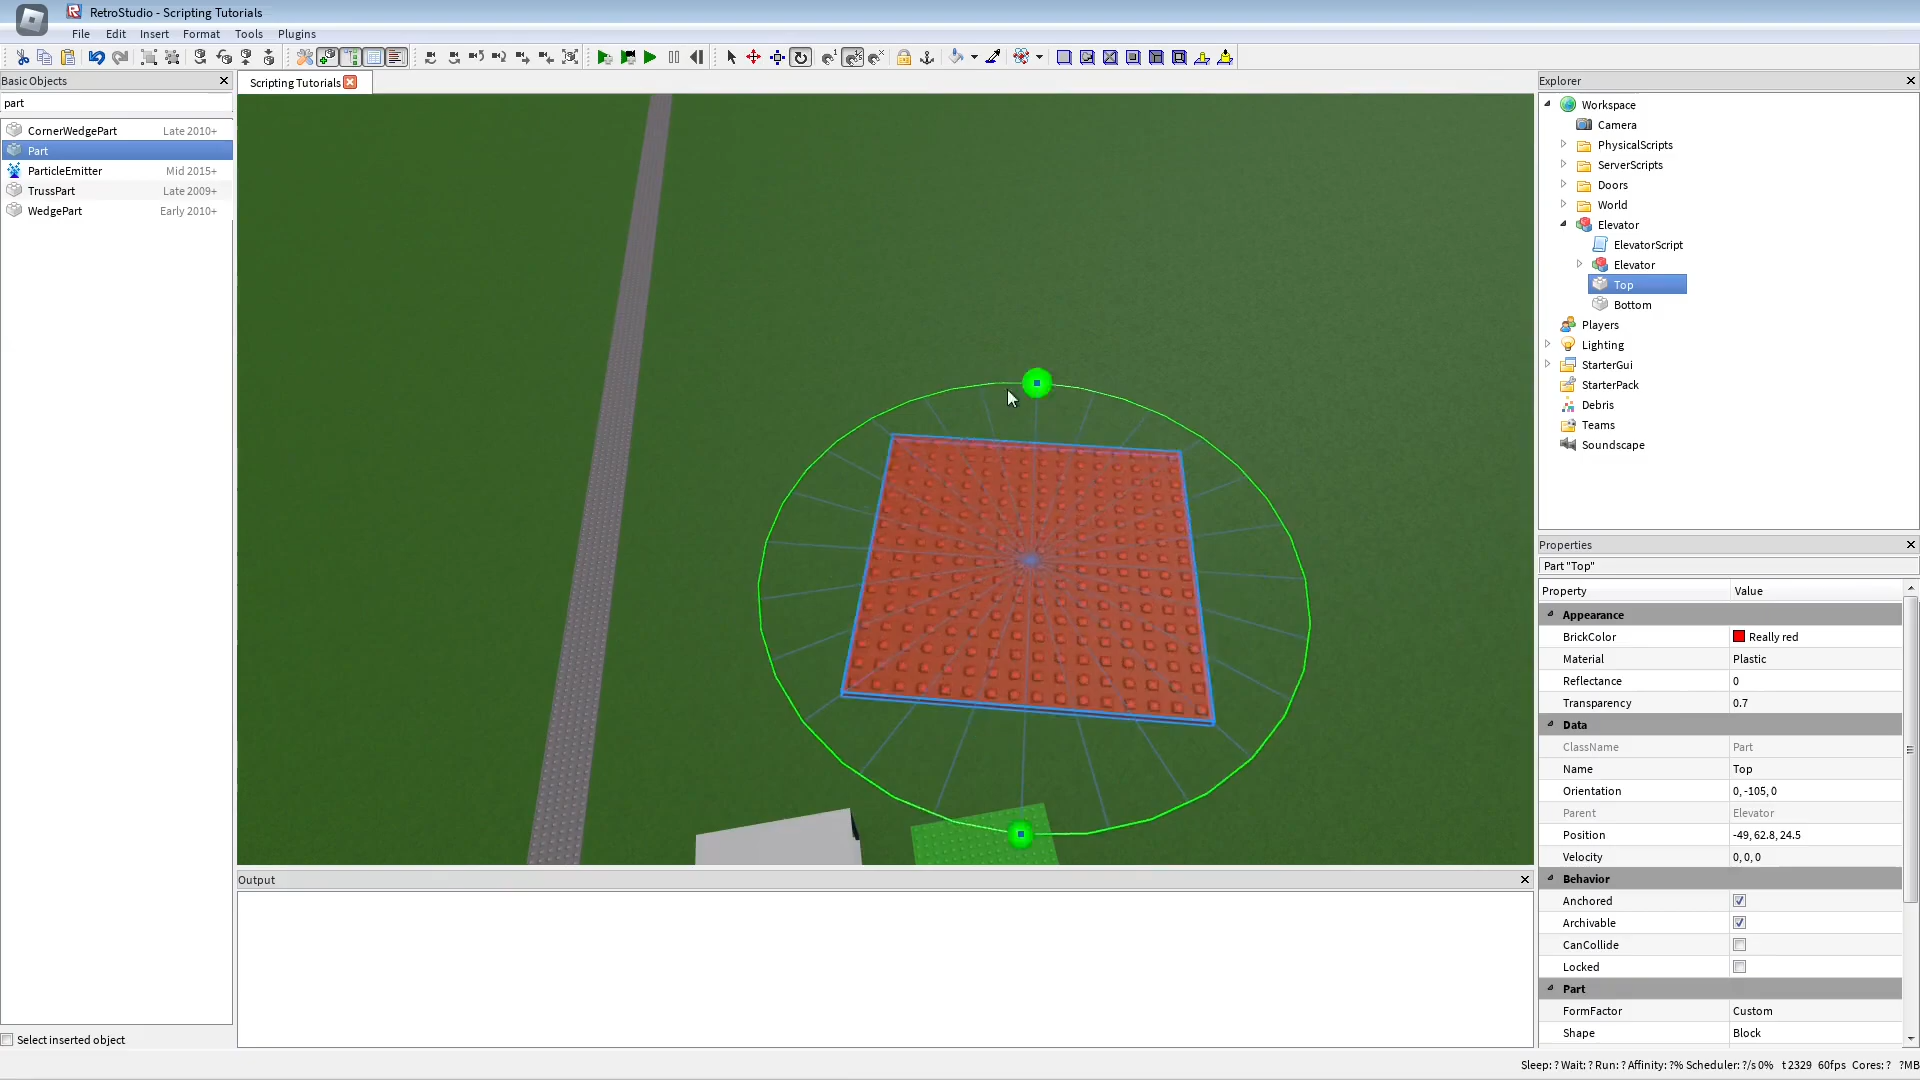 RetroStudio - Scripting Tutorials
File Edit Insert Format Tools Plugins
Basic Objects
part
CornerWedgePart Late 2010+
Part
ParticleEmitter Mid 2015+
TrussPart Late 2009+
WedgePart Early 2010+
Select inserted object
Scripting Tutorials
Output
Explorer
Workspace
Camera
PhysicalScripts
ServerScripts
Doors
World
Elevator
ElevatorScript
Elevator
Top
Bottom
Players
Lighting
StarterGui
StarterPack
Debris
Teams
Soundscape
Properties
Part "Top"
Property Value
Appearance
BrickColor Really red
Material Plastic
Reflectance 0
Transparency 0.7
Data
ClassName Part
Name Top
Orientation 0, -105, 0
Parent Elevator
Position -49, 62.8, 24.5
Velocity 0, 0, 0
Behavior
Anchored
Archivable
CanCollide
Locked
Part
FormFactor Custom
Shape Block
Sleep: ? Wait: ? Run: ? Affinity: ?% Scheduler: ?/s 0% t 2329 60fps Cores: ? ?MB